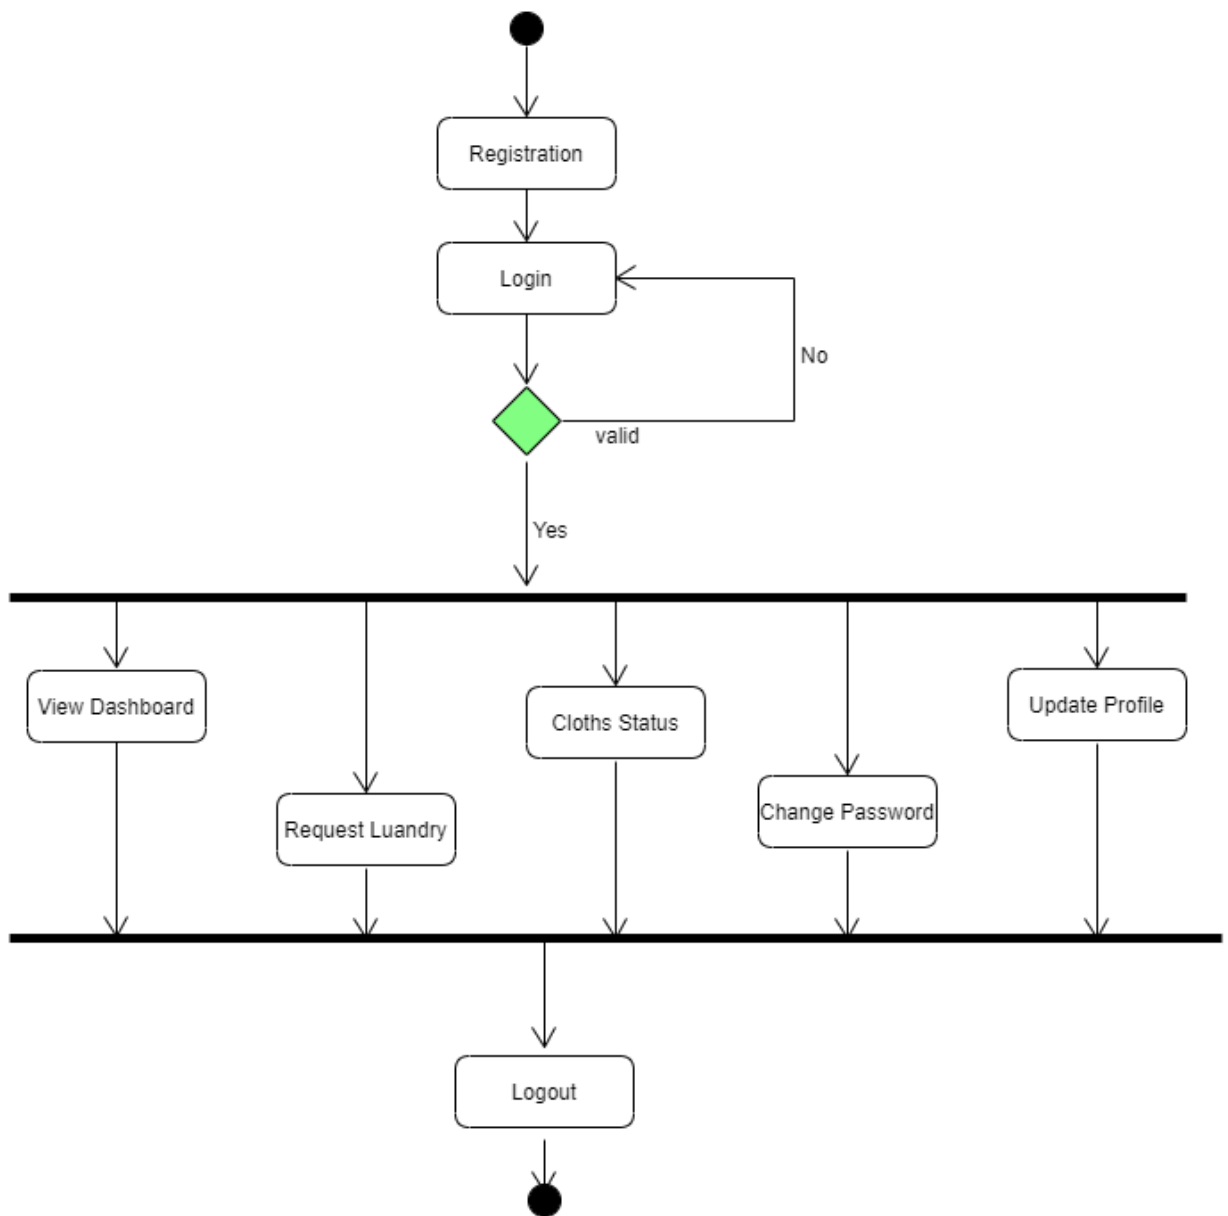 Registration
Login
No
valid
Yes
View Dashboard
Cloths Status
Update Profile
Request Luandry
Change Password
Logout